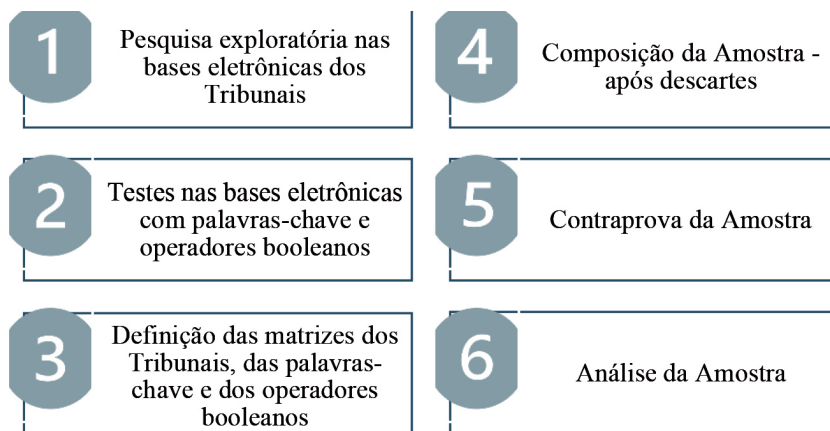 1
Pesquisa exploratória nas
bases eletrônicas dos
Tribunais
2
Testes nas bases eletrônicas
com palavras-chave e
operadores booleanos
3
Definição das matrizes dos
Tribunais, das palavras-
chave e dos operadores
booleanos
4
Composição da Amostra -
após descartes
5
Contraprova da Amostra
6
Análise da Amostra